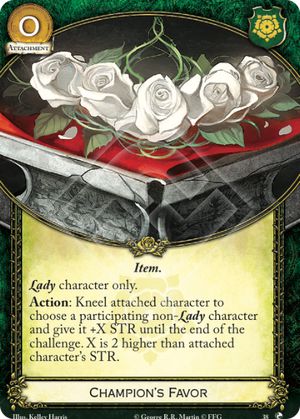 0
ATTACHMENT
Item.
Lady character only.
Action: Kneel attached character to
choose a participating non-Lady character
and give it +X STR until the end of the
challenge. X is 2 higher than attached
character's STR.
CHAMPION'S FAVOR
Illus. Kelley Harris
© George R.R. Martin © FFG
38